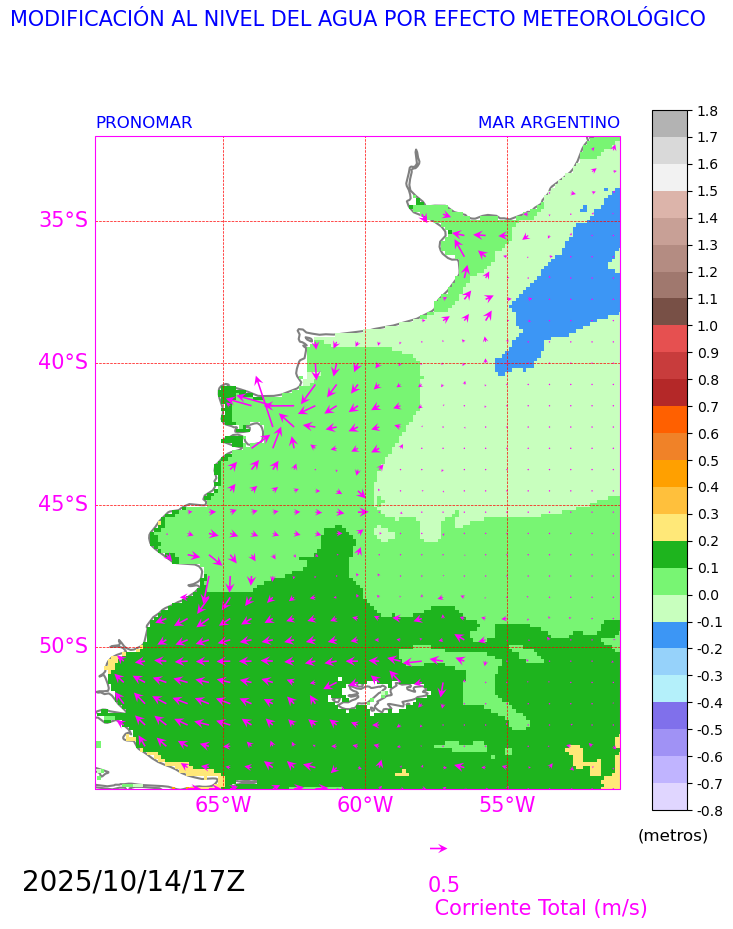 MODIFICACIÓN AL NIVEL DEL AGUA POR EFECTO METEOROLÓGICO
PRONOMAR
MAR ARGENTINO
35°S
40°S
45°S
50°S
65°W
60°W
55°W
1.8
1.7
1.6
1.5
1.4
1.3
1.2
1.1
1.0
0.9
0.8
0.7
0.6
0.5
0.4
0.3
0.2
0.1
0.0
-0.1
-0.2
-0.3
-0.4
-0.5
-0.6
-0.7
-0.8
(metros)
2025/10/14/17Z
0.5
Corriente Total (m/s)